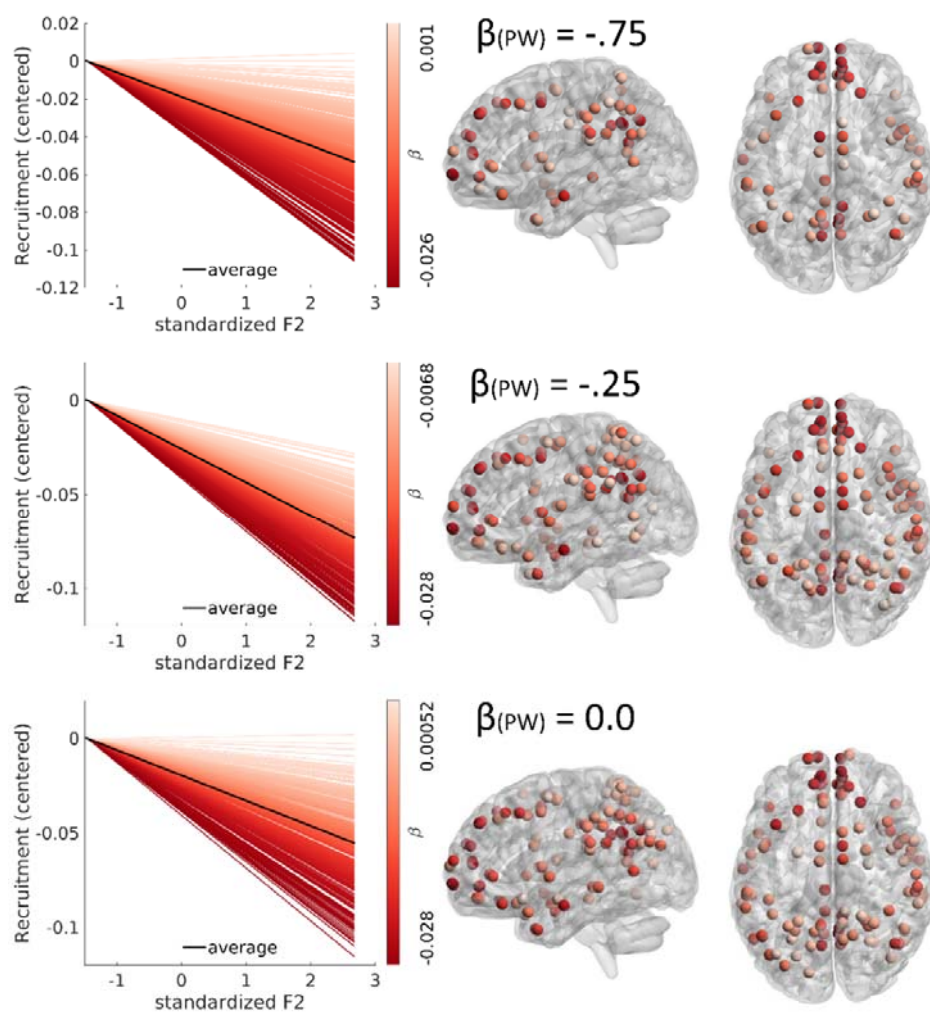 0.02
0
-0.02
-0.04
-0.06
-0.08
-0.1
-0.12
Recruitment (centered)
average
-1 0 1 2 3
standardized F2
0.001
β
-0.026
β(PW) = -.75
0
-0.05
-0.1
Recruitment (centered)
average
-1 0 1 2 3
standardized F2
-0.0068
β
-0.028
β(PW) = -.25
0
-0.05
-0.1
Recruitment (centered)
average
-1 0 1 2 3
standardized F2
0.00052
β
-0.028
β(PW) = 0.0